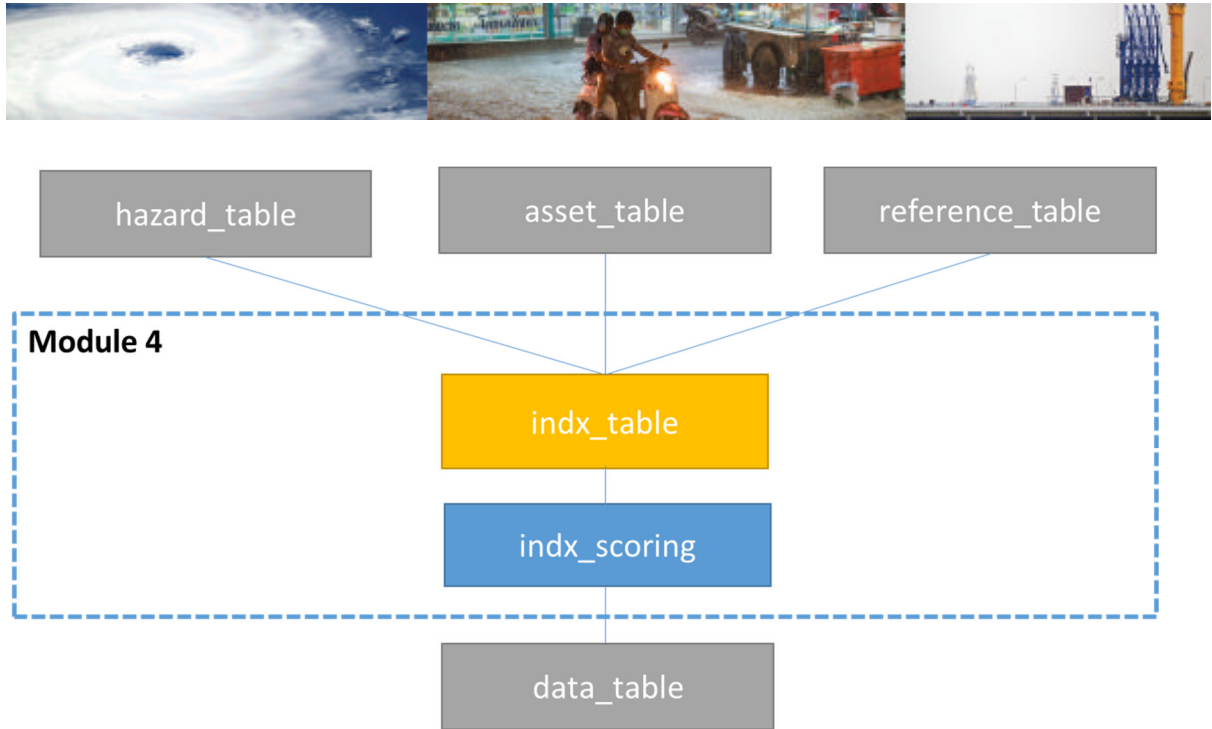 hazard_table
asset_table
reference_table
Module 4
indx_table
indx_scoring
data_table